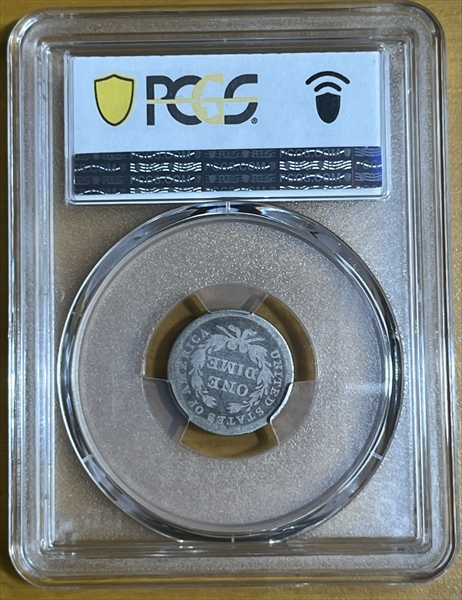 PCGS
UNITED STATES OF AMERICA
ONE
DIME